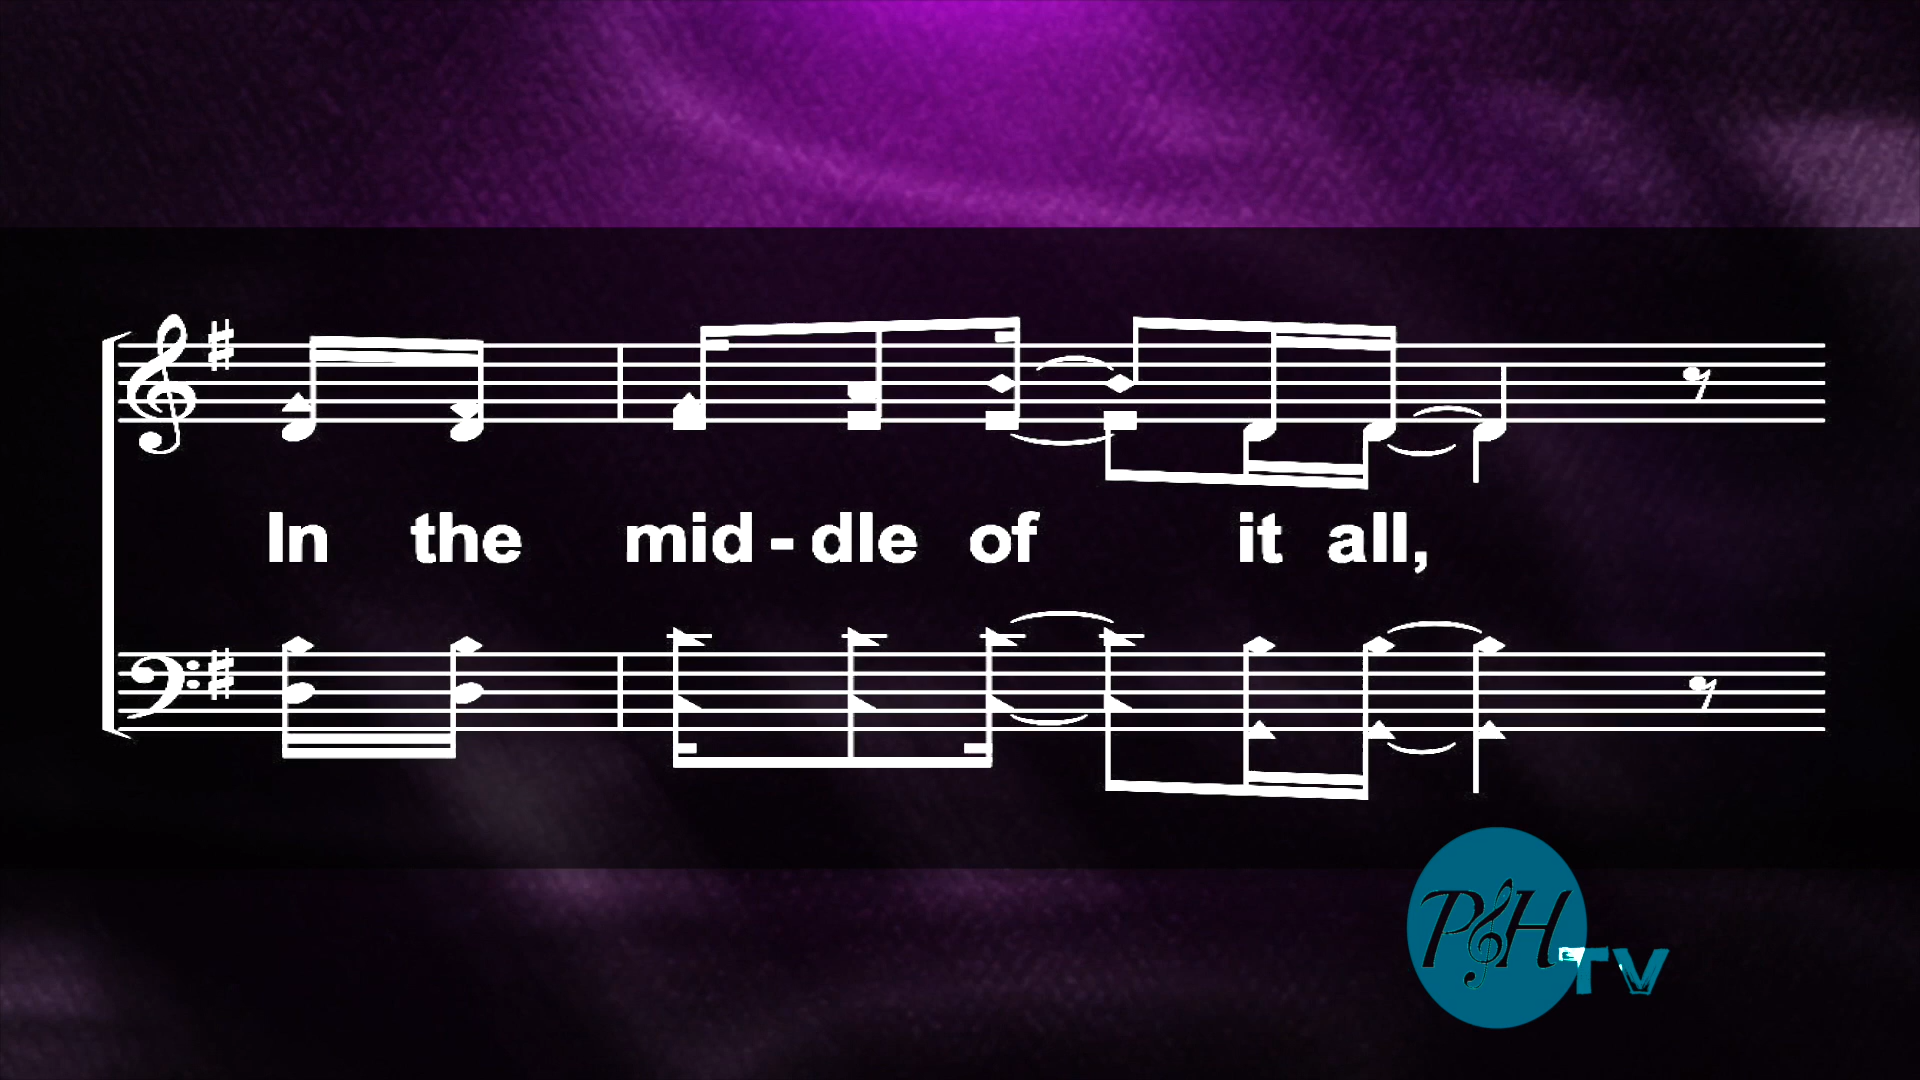 In the mid - dle of it all,
P&H
TV